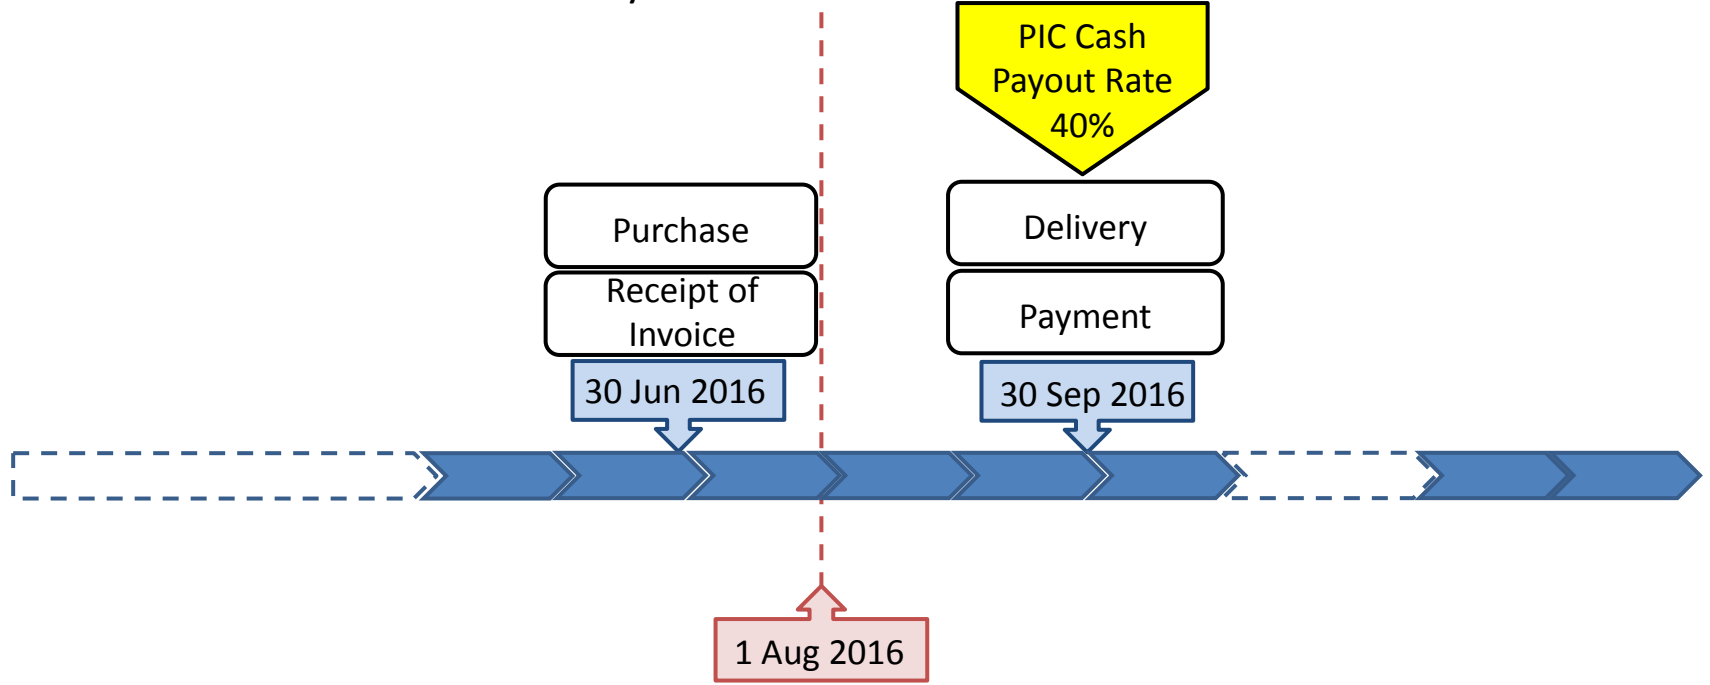 PIC Cash
Payout Rate
40%
Purchase
Delivery
Receipt of
Invoice
Payment
30 Jun 2016
30 Sep 2016
1 Aug 2016